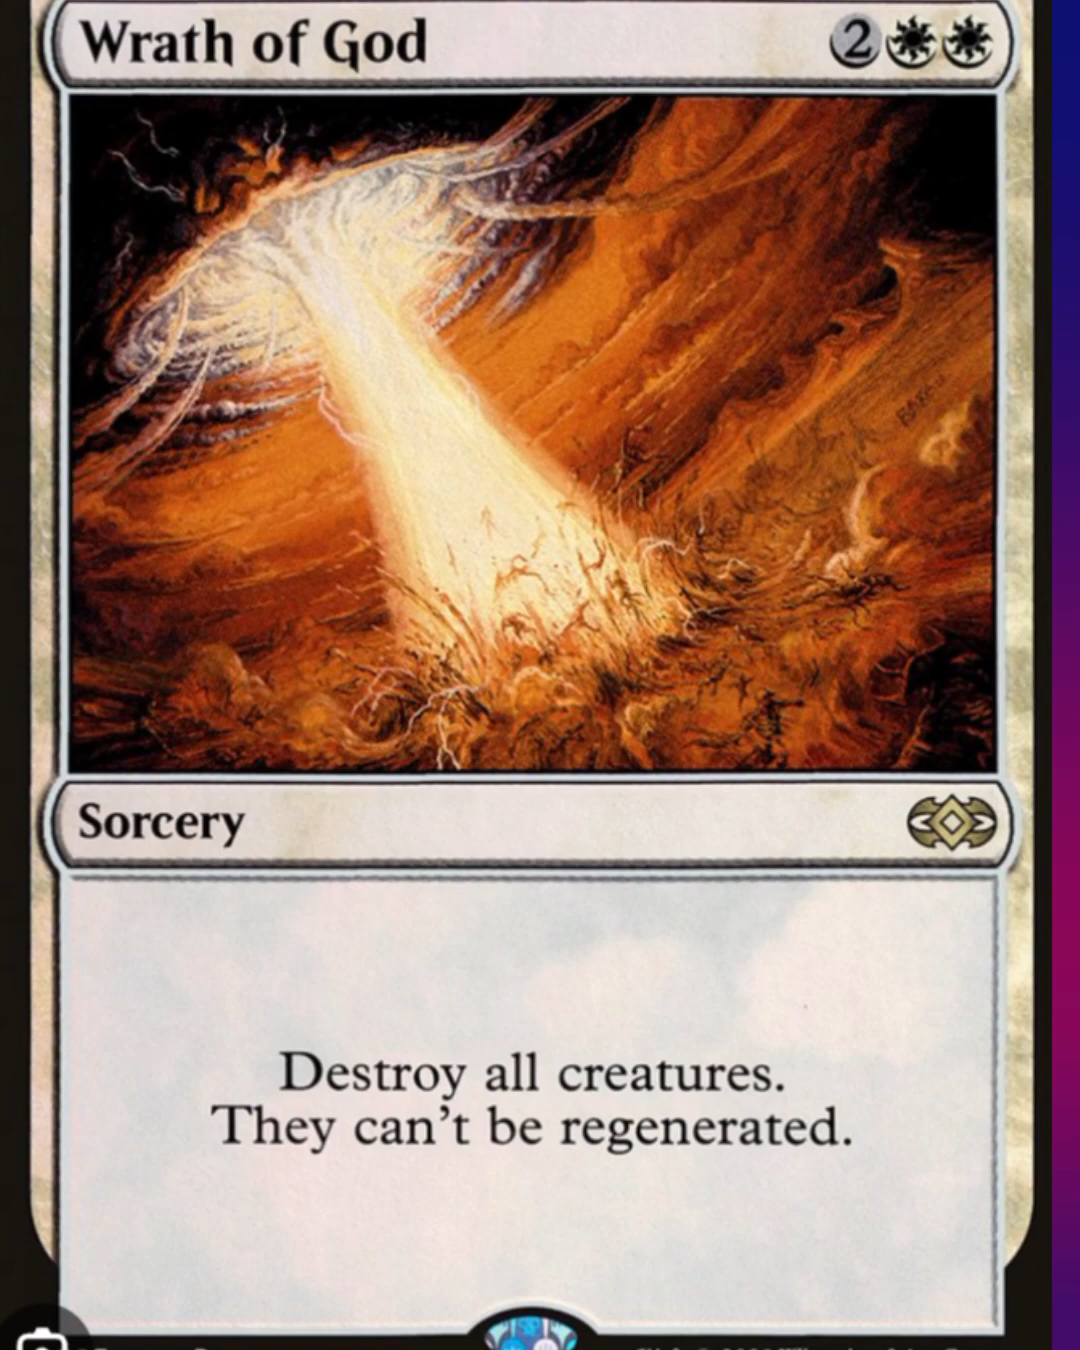 Wrath of God 2
Sorcery
Destroy all creatures.
They can't be regenerated.